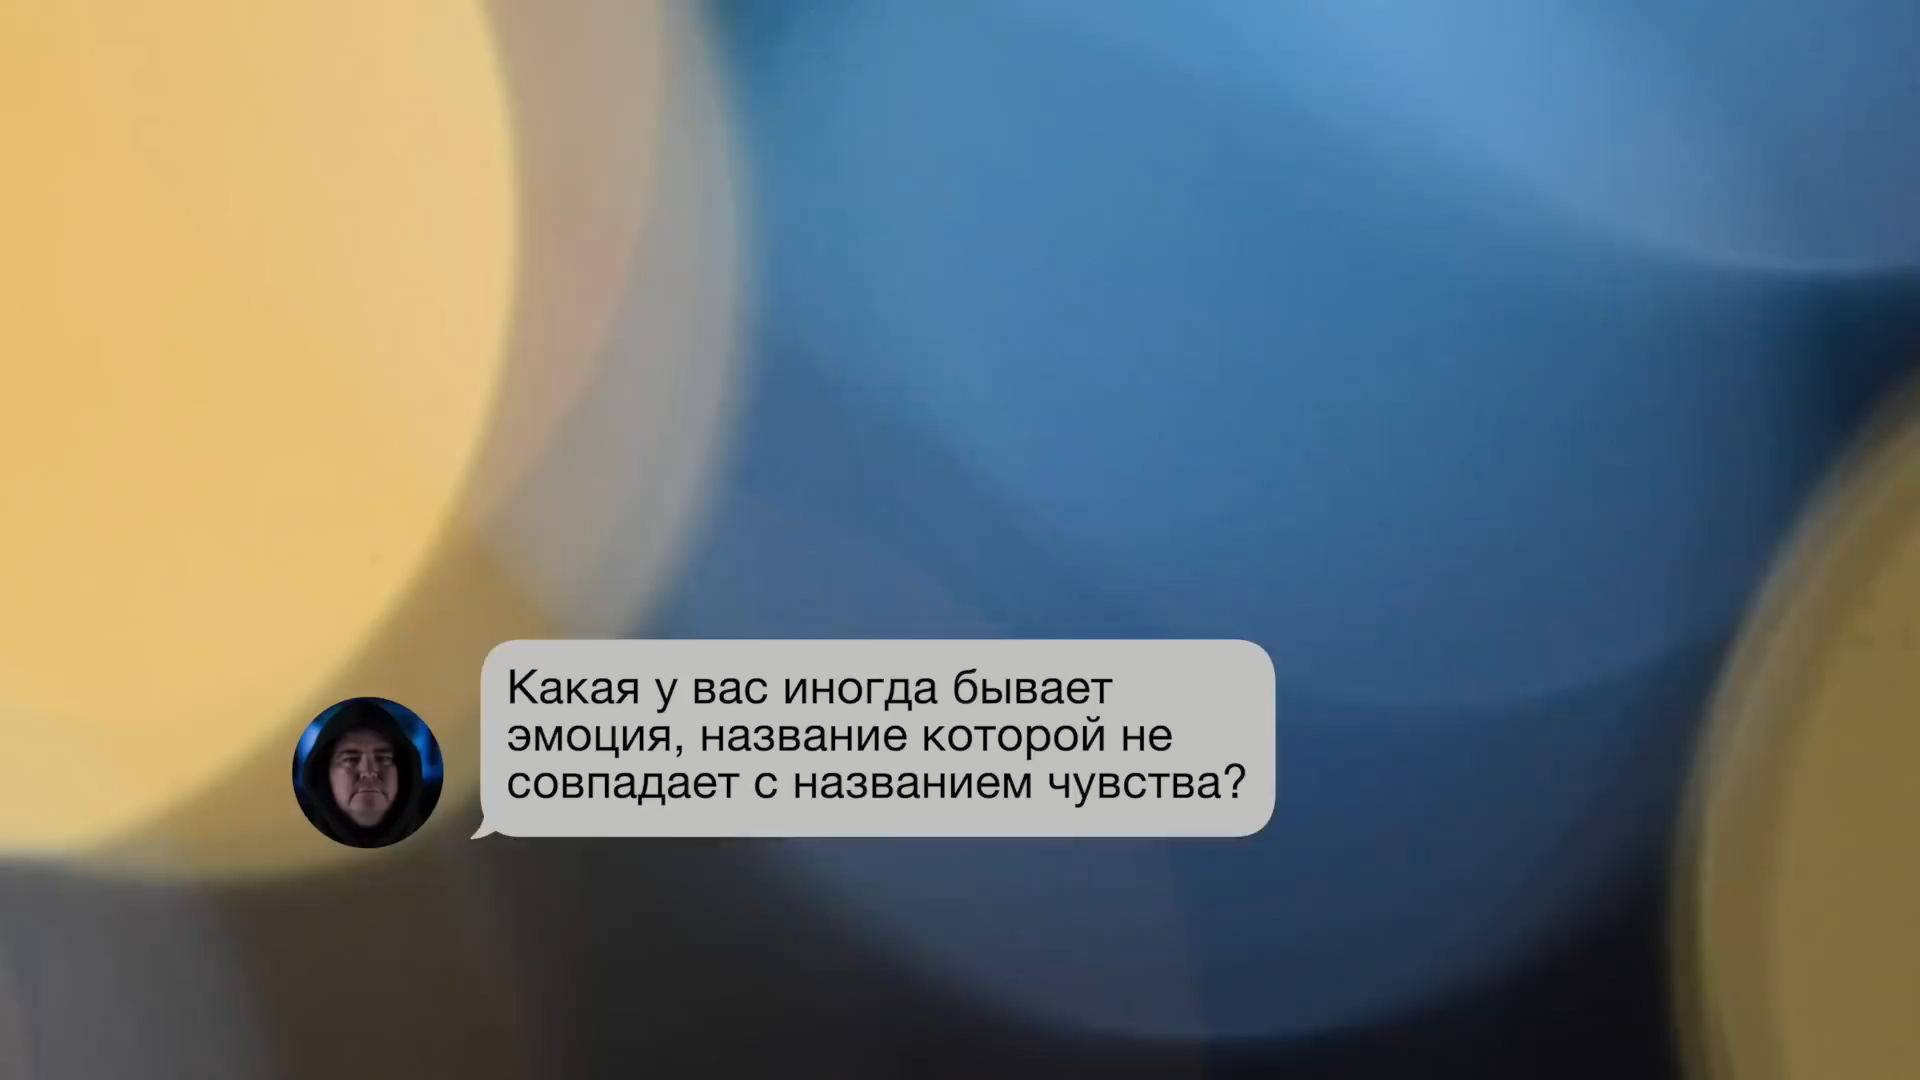 Какая у вас иногда бывает
эмоция, название которой не
совпадает с названием чувства?